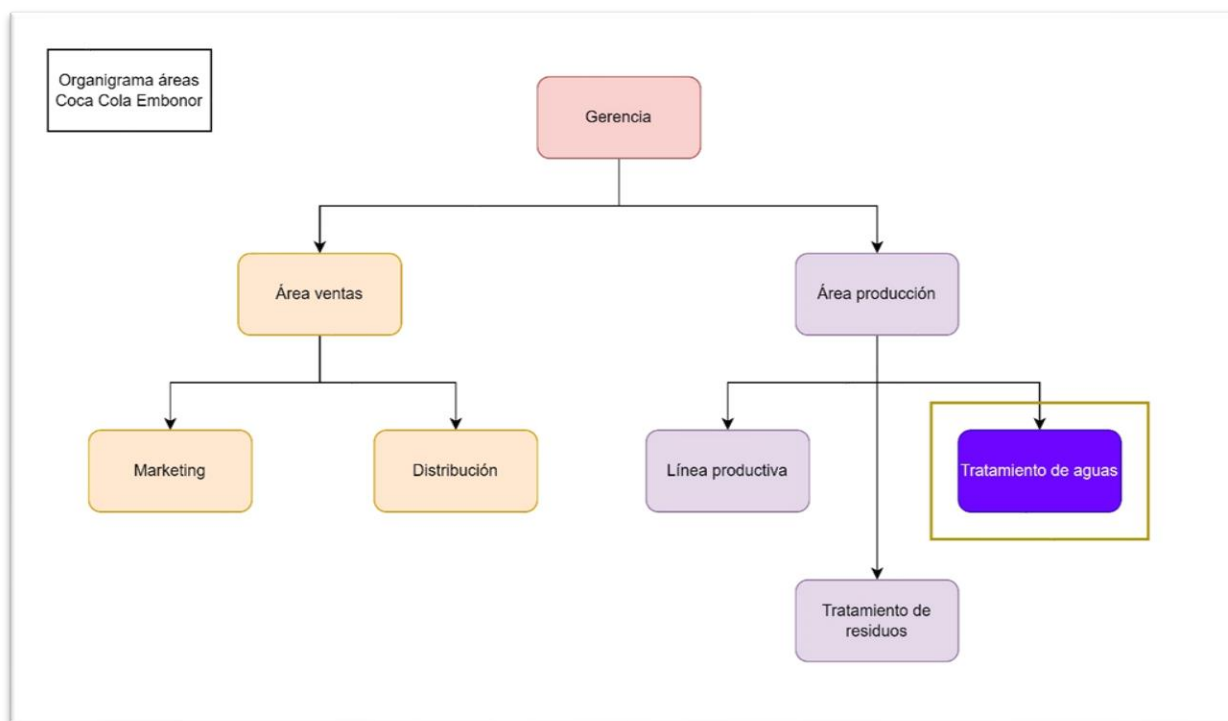 Organigrama áreas
Coca Cola Embonor
Gerencia
Área ventas
Área producción
Marketing
Distribución
Línea productiva
Tratamiento de aguas
Tratamiento de
residuos